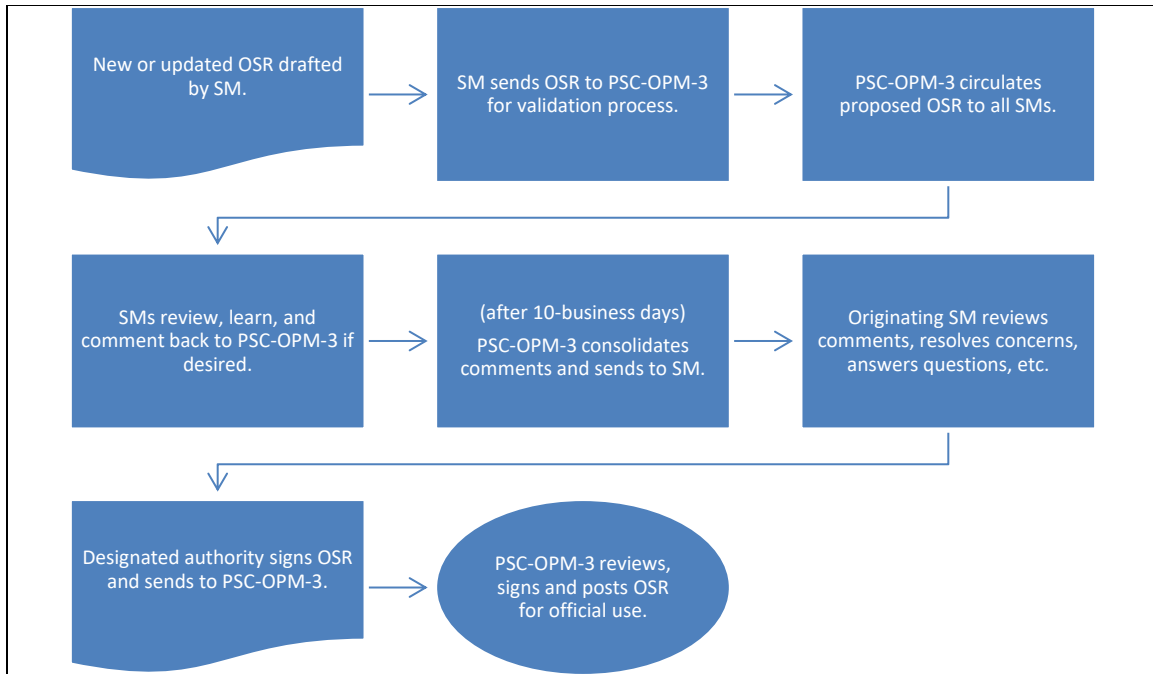 New or updated OSR drafted
by SM.
SM sends OSR to PSC-OPM-3
for validation process.
PSC-OPM-3 circulates
proposed OSR to all SMs.
SMs review, learn, and
comment back to PSC-OPM-3 if
desired.
(after 10-business days)
PSC-OPM-3 consolidates
comments and sends to SM.
Originating SM reviews
comments, resolves concerns,
answers questions, etc.
Designated authority signs OSR
and sends to PSC-OPM-3.
PSC-OPM-3 reviews,
signs and posts OSR
for official use.